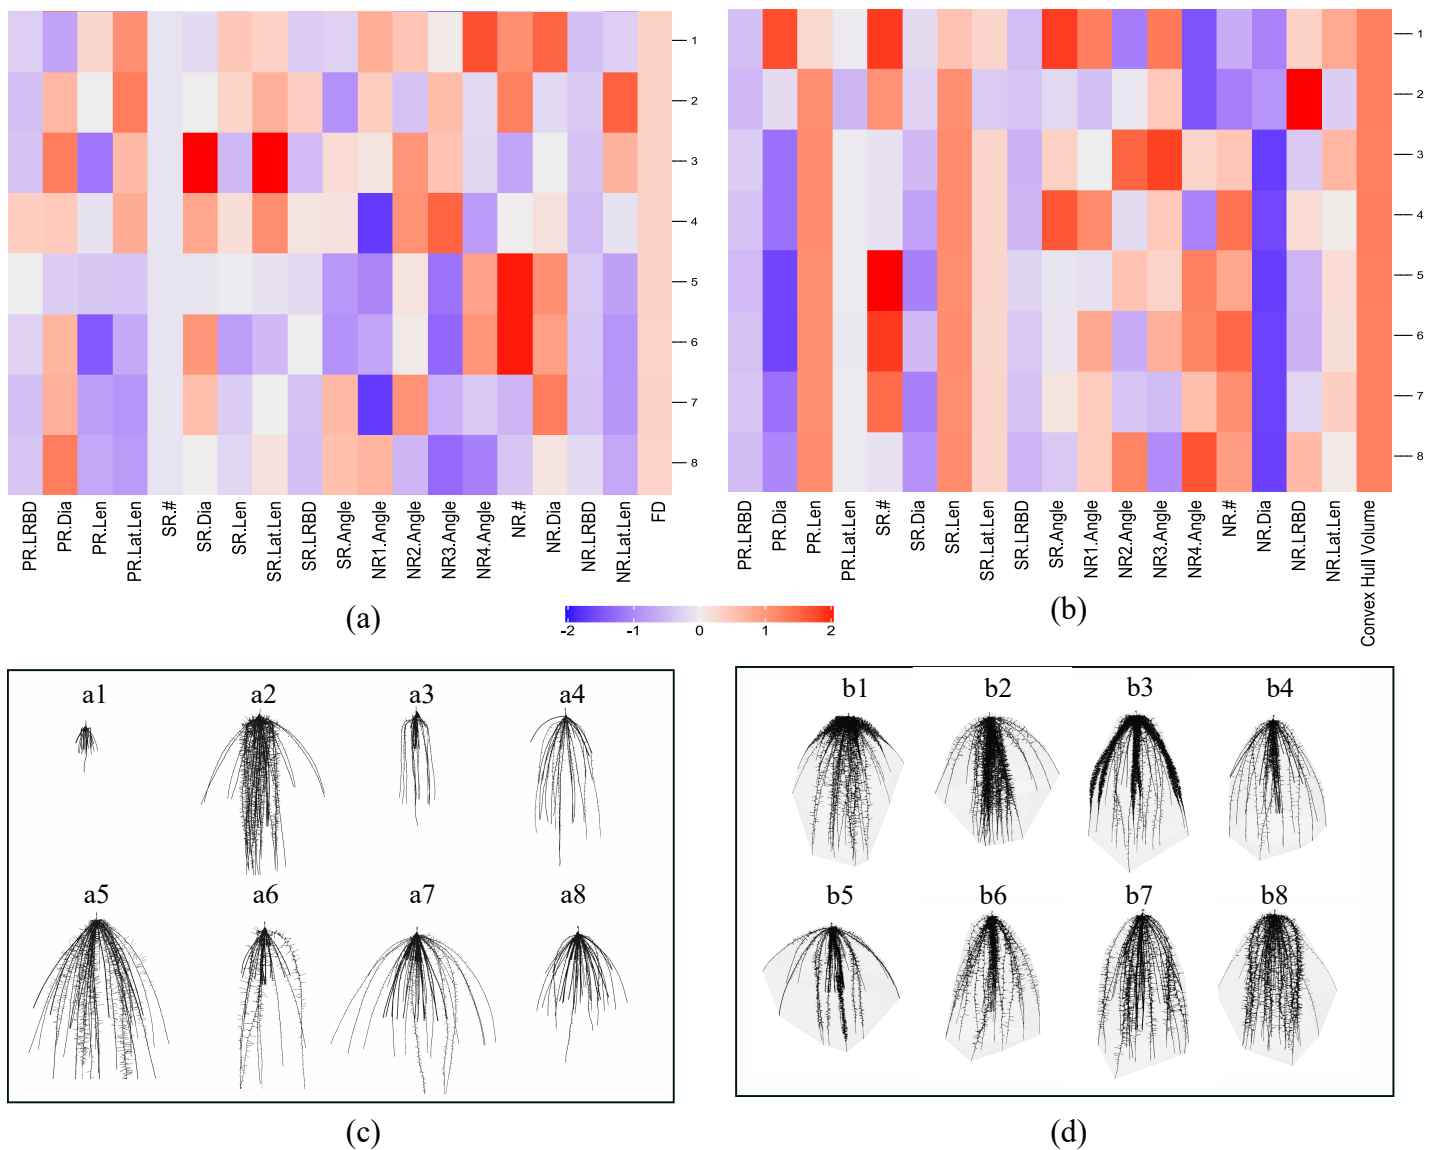 1
2
3
4
5
6
7
8
PR.LRBD
PR.Dia
PR.Len
PR.Lat.Len
SR.#
SR.Dia
SR.Len
SR.Lat.Len
SR.LRBD
SR.Angle
NR1.Angle
NR2.Angle
NR3.Angle
NR4.Angle
NR.#
NR.Dia
NR.LRBD
NR.Lat.Len
FD
(a)
1
2
3
4
5
6
7
8
PR.LRBD
PR.Dia
PR.Len
PR.Lat.Len
SR.#
SR.Dia
SR.Len
SR.Lat.Len
SR.LRBD
SR.Angle
NR1.Angle
NR2.Angle
NR3.Angle
NR4.Angle
NR.#
NR.Dia
NR.LRBD
NR.Lat.Len
Convex Hull Volume
(b)
-2 -1 0 1 2
a1 a2 a3 a4
a5 a6 a7 a8
(c)
b1 b2 b3 b4
b5 b6 b7 b8
(d)